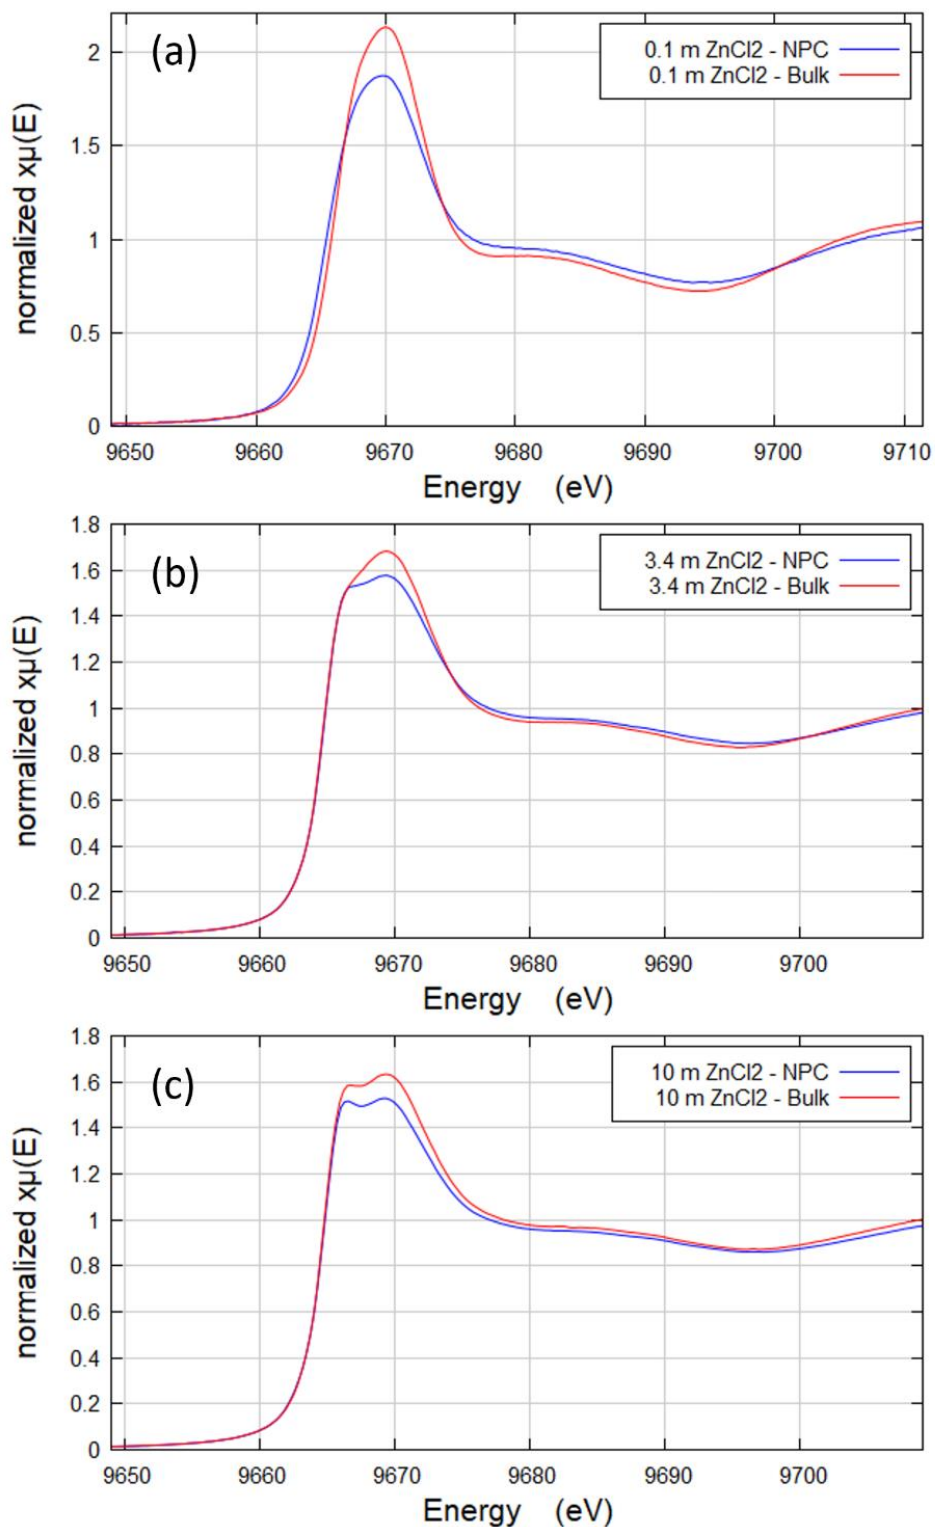 (a)
0.1 m ZnCl2 - NPC
0.1 m ZnCl2 - Bulk
normalized xμ(E)
2
1.5
1
0.5
0
9650 9660 9670 9680 9690 9700 9710
Energy (eV)
(b)
3.4 m ZnCl2 - NPC
3.4 m ZnCl2 - Bulk
normalized xμ(E)
1.8
1.6
1.4
1.2
1
0.8
0.6
0.4
0.2
0
9650 9660 9670 9680 9690 9700
Energy (eV)
(c)
10 m ZnCl2 - NPC
10 m ZnCl2 - Bulk
normalized xμ(E)
1.8
1.6
1.4
1.2
1
0.8
0.6
0.4
0.2
0
9650 9660 9670 9680 9690 9700
Energy (eV)